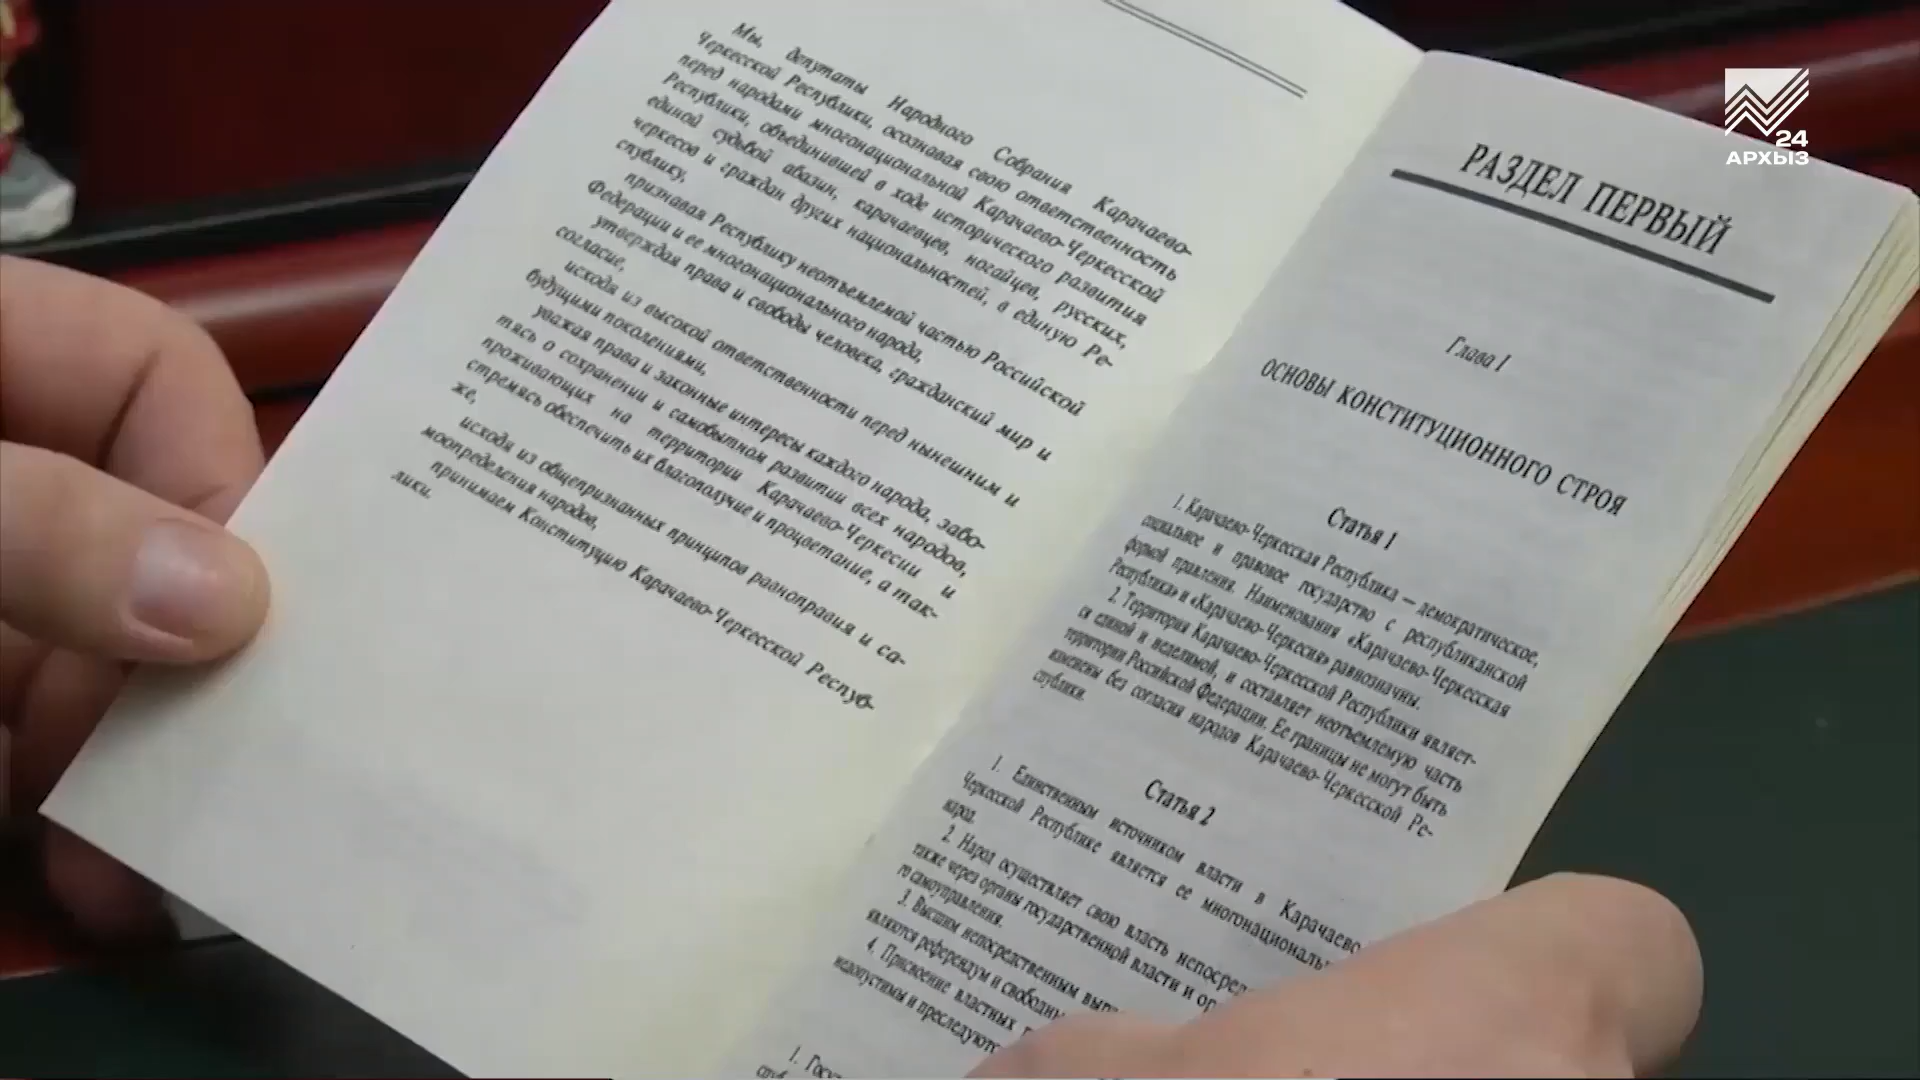 Мы, депутаты Народного Собрания Карачаево-
Черкесской Республики, осознавая свою ответственность
перед народами многонациональной Карачаево-Черкесской
Республики, объединившей в ходе исторического развития
единой судьбой абазин, карачаевцев, ногайцев, русских,
черкесов и граждан других национальностей, в единую Ре-
спублику,
признавая Республику неотъемлемой частью Российской
Федерации и ее многонационального народа,
утверждая права и свободы человека, гражданский мир и
согласие,
исходя из высокой ответственности перед нынешним и
будущими поколениями,
уважая права и законные интересы каждого народа, забо-
тясь о сохранении и самобытном развитии всех народов,
проживающих на территории Карачаево-Черкесии и
стремясь обеспечить их благополучие и процветание, а так-
же,
исходя из общепризнанных принципов равноправия и са-
моопределения народов,
принимаем Конституцию Карачаево-Черкесской Респуб-
лики.
РАЗДЕЛ ПЕРВЫЙ
Глава I
ОСНОВЫ КОНСТИТУЦИОННОГО СТРОЯ
Статья 1
1. Карачаево-Черкесская Республика — демократическое,
социальное и правовое государство с республиканской
формой правления. Наименования «Карачаево-Черкесская
Республика» и «Карачаево-Черкесия» равнозначны.
2. Территория Карачаево-Черкесской Республики являет-
ся единой и неделимой, и составляет неотъемлемую часть
территории Российской Федерации. Ее границы не могут быть
изменены без согласия народов Карачаево-Черкесской Ре-
спублики.
Статья 2
1. Единственным источником власти в Карачаево
Черкесской Республике является ее многонациональ
народ.
2. Народ осуществляет свою власть непосред
также через органы государственной власти и ор
го самоуправления.
3. Высшим непосредственным выра
являются референдум и свободны
4. Присвоение властных п
недопустимы и преследуютс
1. Госу
спуб
24
АРХЫЗ